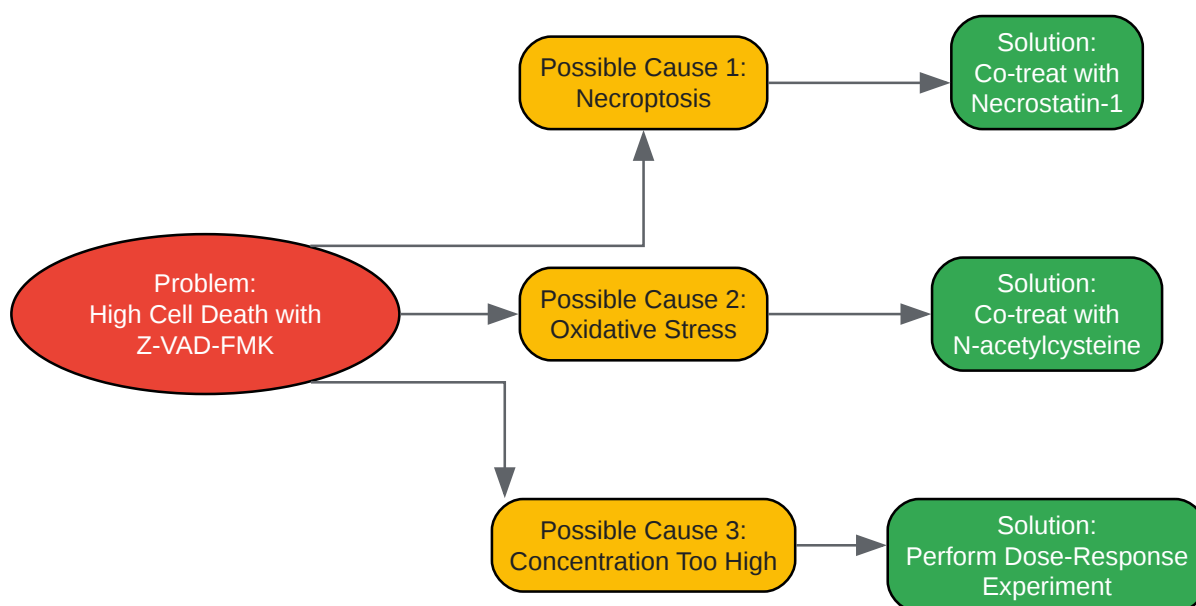 Possible Cause 1:
Necroptosis
Solution:
Co-treat with
Necrostatin-1
Problem:
High Cell Death with
Z-VAD-FMK
Possible Cause 2:
Oxidative Stress
Solution:
Co-treat with
N-acetylcysteine
Possible Cause 3:
Concentration Too High
Solution:
Perform Dose-Response
Experiment